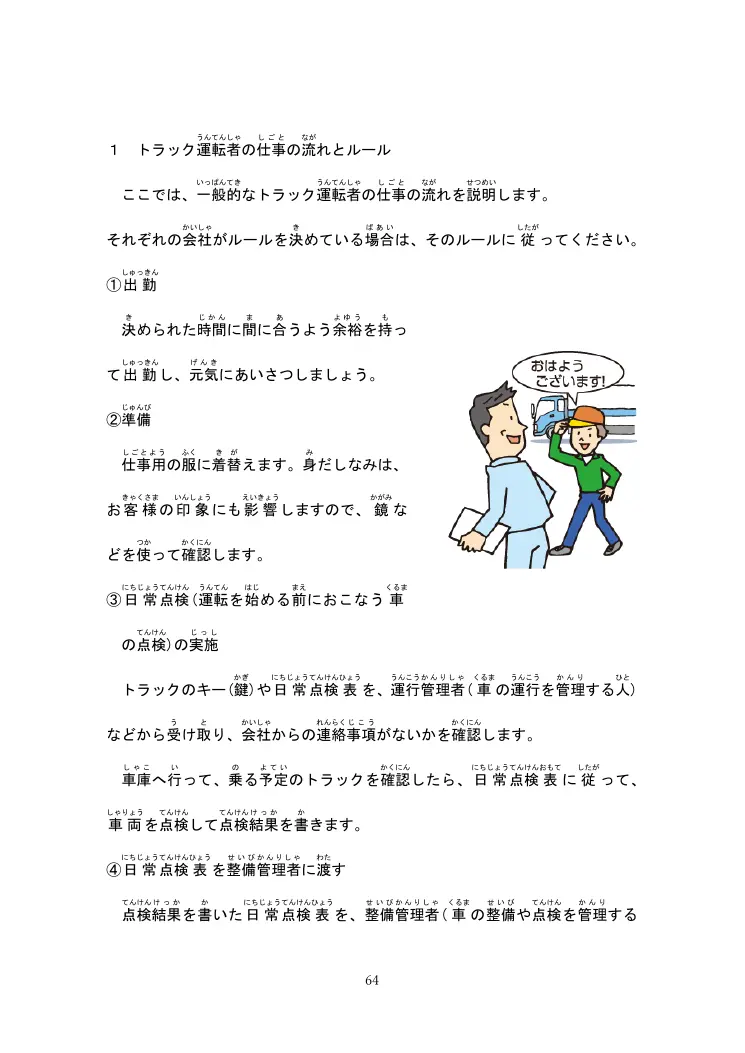 １　トラック運転者の仕事の流れとルール
ここでは、一般的なトラック運転者の仕事の流れを説明します。
それぞれの会社がルールを決めている場合は、そのルールに従ってください。
①出勤
決められた時間に間に合うよう余裕を持っ
て出勤し、元気にあいさつしましょう。
②準備
仕事用の服に着替えます。身だしなみは、
お客様の印象にも影響しますので、鏡な
どを使って確認します。
③日常点検(運転を始める前におこなう車
の点検)の実施
おはよう
ございます!
トラックのキー(鍵)や日常点検表を、運行管理者(車の運行を管理する人)
などから受け取り、会社からの連絡事項がないかを確認します。
車庫へ行って、乗る予定のトラックを確認したら、日常点検表に従って、
車両を点検して点検結果を書きます。
④日常点検表を整備管理者に渡す
点検結果を書いた日常点検表を、整備管理者(車の整備や点検を管理する
64